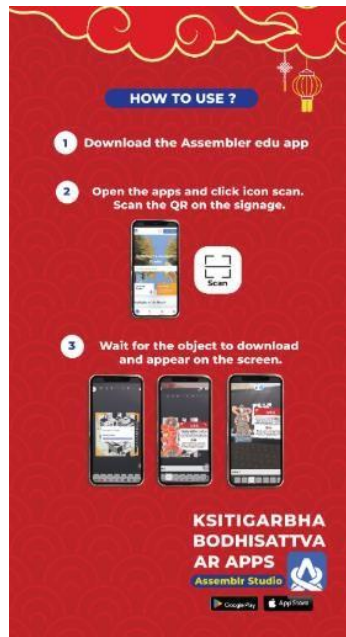 HOW TO USE ?
1 Download the Assembler edu app
2 Open the apps and click icon scan.
Scan the QR on the signage.
Scan
3 Wait for the object to download
and appear on the screen.
KSITIGARBHA
BODHISATTVA
AR APPS
Assemblr Studio
Google Play
App Store